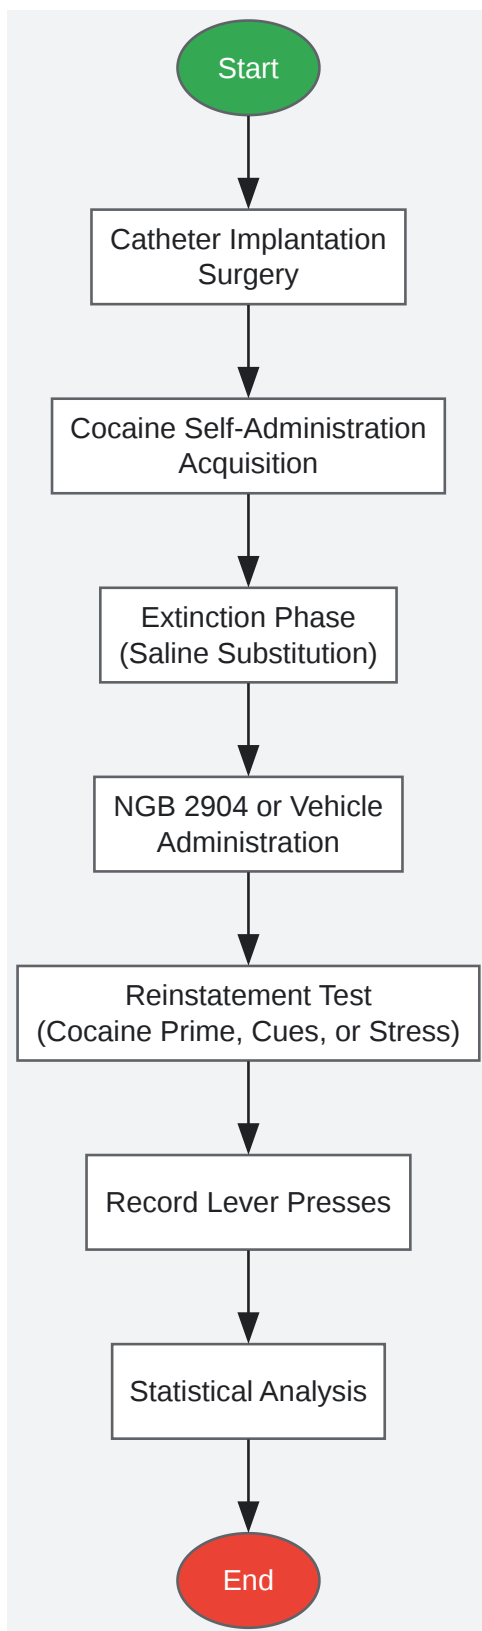 Start
Catheter Implantation
Surgery
Cocaine Self-Administration
Acquisition
Extinction Phase
(Saline Substitution)
NGB 2904 or Vehicle
Administration
Reinstatement Test
(Cocaine Prime, Cues, or Stress)
Record Lever Presses
Statistical Analysis
End